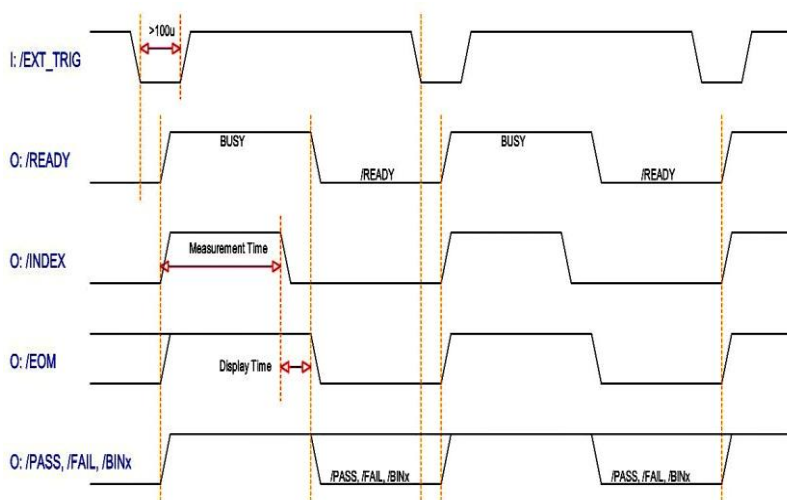 >100u
I: /EXT_TRIG
BUSY
BUSY
O: /READY
/READY
/READY
Measurement Time
O: /INDEX
O: /EOM
Display Time
O: /PASS, /FAIL, /BINx
/PASS, /FAIL, /BINx
/PASS, /FAIL, /BINx